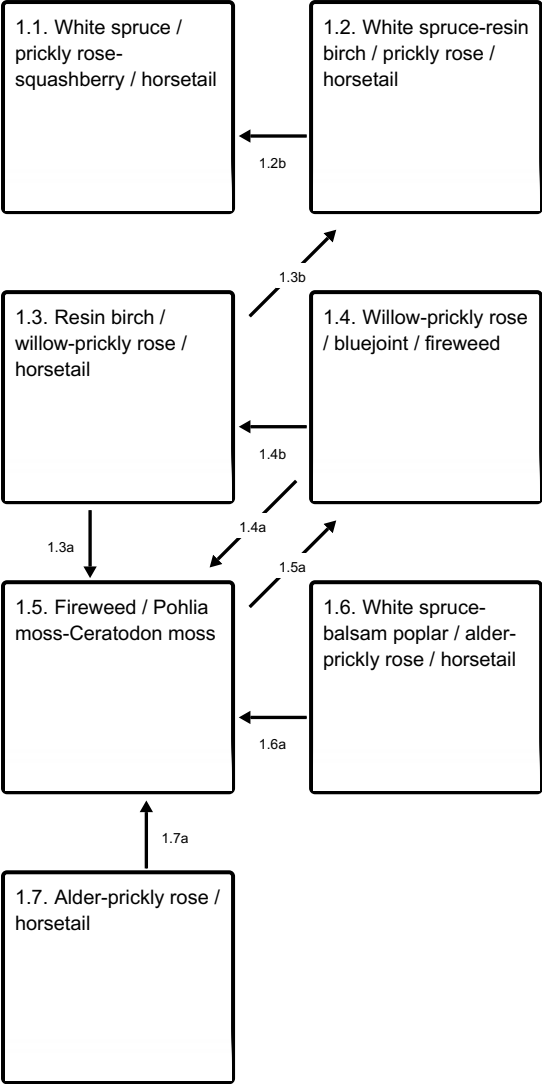 1.1. White spruce /
prickly rose-
squashberry / horsetail
1.2. White spruce-resin
birch / prickly rose /
horsetail
1.2b
1.3b
1.3. Resin birch /
willow-prickly rose /
horsetail
1.4. Willow-prickly rose
/ bluejoint / fireweed
1.4b
1.4a
1.3a
1.5a
1.5. Fireweed / Pohlia
moss-Ceratodon moss
1.6. White spruce-
balsam poplar / alder-
prickly rose / horsetail
1.6a
1.7a
1.7. Alder-prickly rose /
horsetail